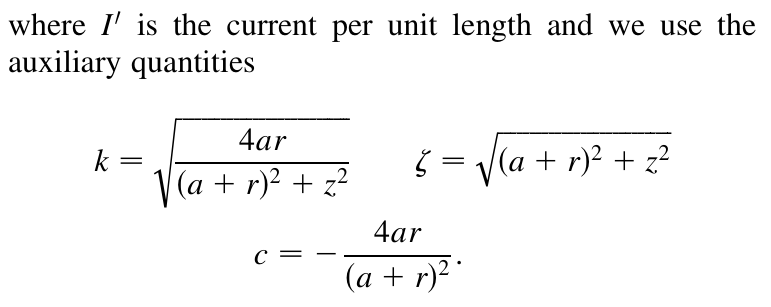 where I′ is the current per unit length and we use the
auxiliary quantities
k = √(4ar / ((a + r)² + z²))    ζ = √((a + r)² + z²)
c = − 4ar / (a + r)².